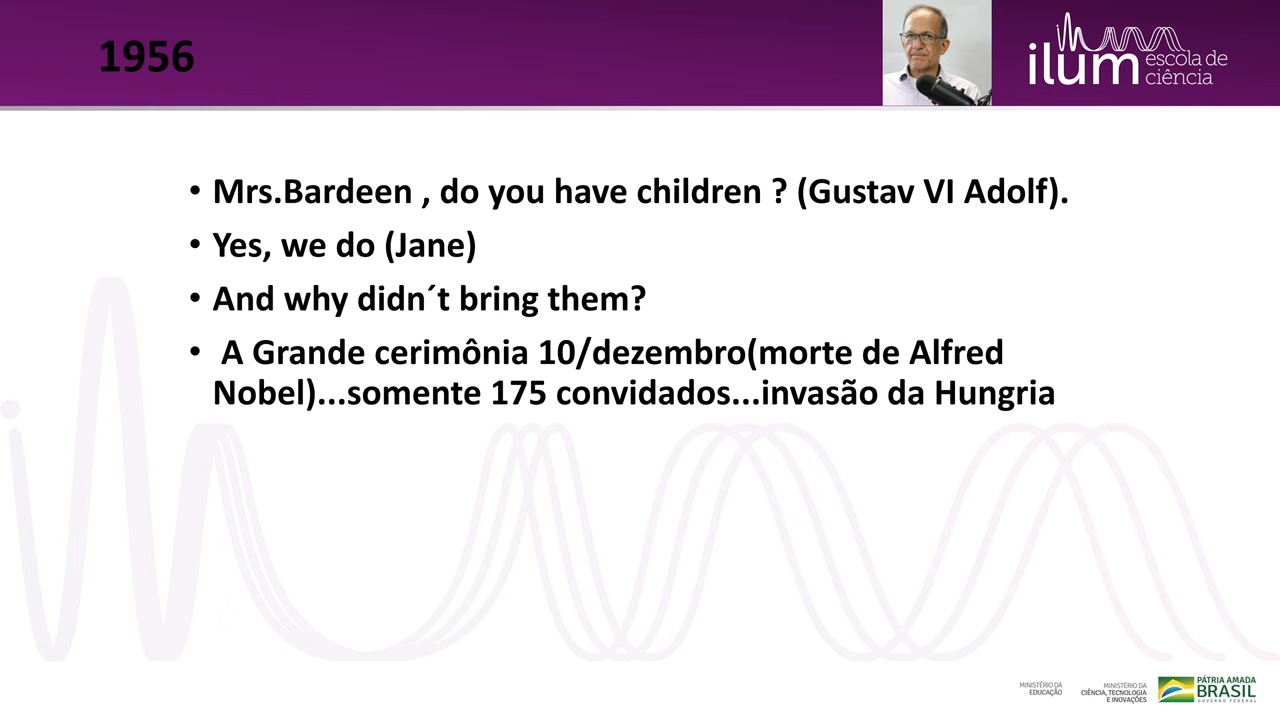 1956
ilum escola de ciência
• Mrs.Bardeen , do you have children ? (Gustav VI Adolf).
• Yes, we do (Jane)
• And why didn´t bring them?
• A Grande cerimônia 10/dezembro(morte de Alfred
Nobel)...somente 175 convidados...invasão da Hungria
MINISTÉRIO DA
EDUCAÇÃO
MINISTÉRIO DA
CIÊNCIA, TECNOLOGIA
E INOVAÇÕES
PÁTRIA AMADA
BRASIL
GOVERNO FEDERAL